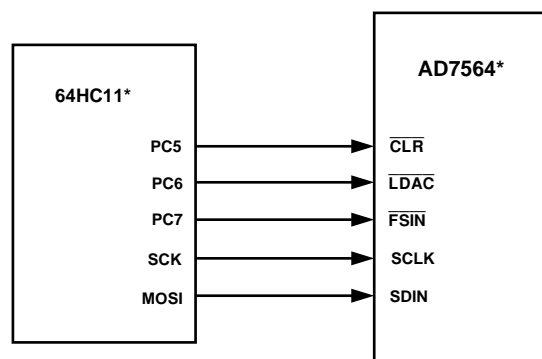 64HC11*
AD7564*
PC5 CLR
PC6 LDAC
PC7 FSIN
SCK SCLK
MOSI SDIN